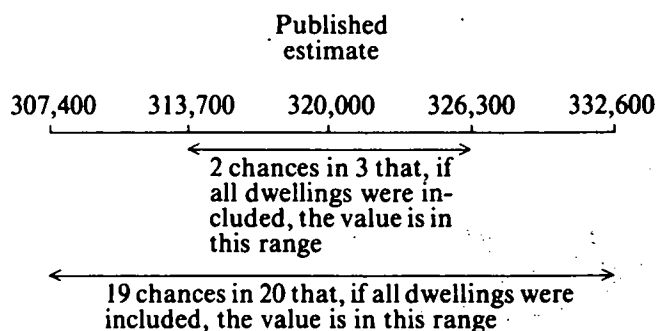 Published
estimate
307,400 313,700 320,000 326,300 332,600
2 chances in 3 that, if
all dwellings were in-
cluded, the value is in
this range
19 chances in 20 that, if all dwellings were
included, the value is in this range